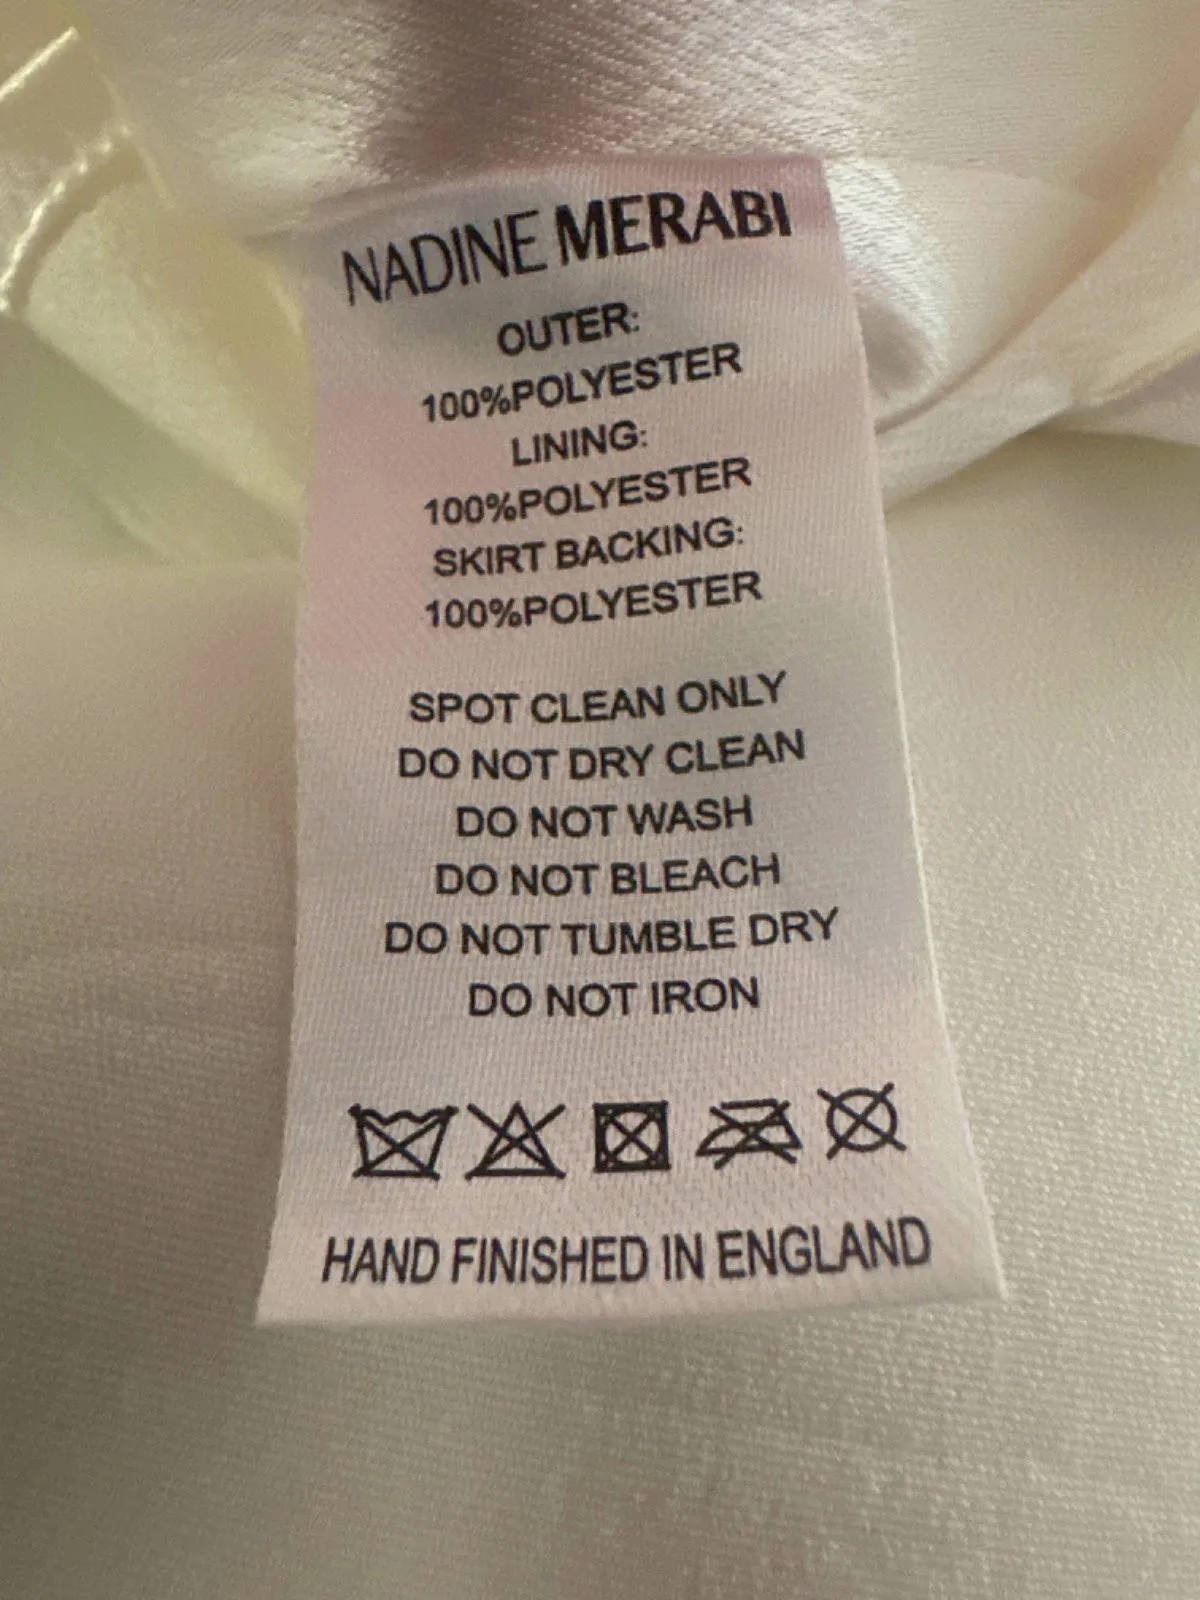 NADINE MERABI
OUTER:
100%POLYESTER
LINING:
100%POLYESTER
SKIRT BACKING:
100%POLYESTER
SPOT CLEAN ONLY
DO NOT DRY CLEAN
DO NOT WASH
DO NOT BLEACH
DO NOT TUMBLE DRY
DO NOT IRON
HAND FINISHED IN ENGLAND